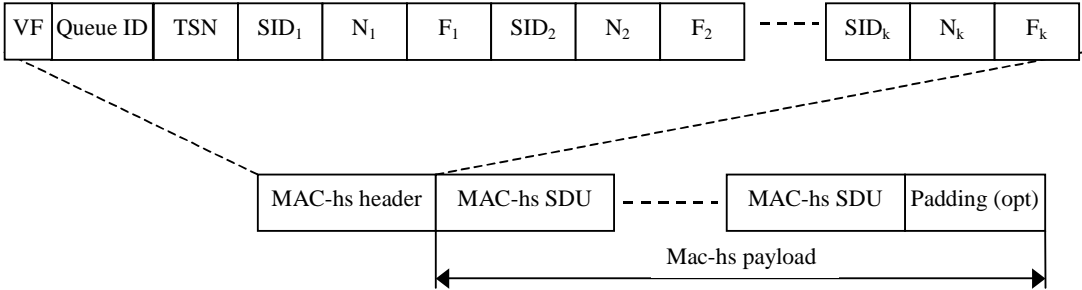 VF Queue ID TSN SID₁ N₁ F₁ SID₂ N₂ F₂ SIDₖ Nₖ Fₖ
MAC-hs header MAC-hs SDU MAC-hs SDU Padding (opt)
Mac-hs payload